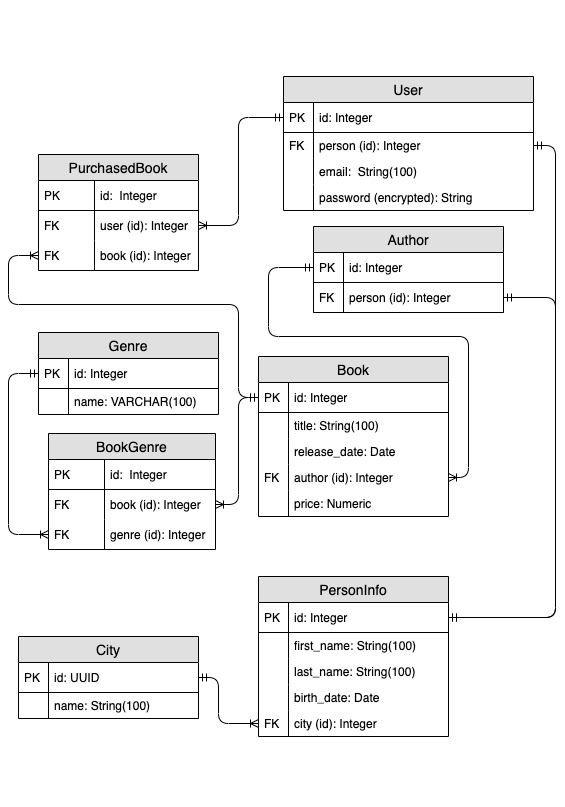 User
PK id: Integer
FK person (id): Integer
email: String(100)
password (encrypted): String
PurchasedBook
PK id: Integer
FK user (id): Integer
FK book (id): Integer
Author
PK id: Integer
FK person (id): Integer
Genre
PK id: Integer
name: VARCHAR(100)
Book
PK id: Integer
title: String(100)
release_date: Date
FK author (id): Integer
price: Numeric
BookGenre
PK id: Integer
FK book (id): Integer
FK genre (id): Integer
PersonInfo
PK id: Integer
first_name: String(100)
last_name: String(100)
birth_date: Date
FK city (id): Integer
City
PK id: UUID
name: String(100)